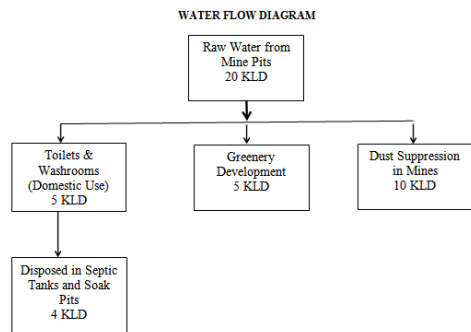 WATER FLOW DIAGRAM
Raw Water from
Mine Pits
20 KLD
Toilets &
Washrooms
(Domestic Use)
5 KLD
Greenery
Development
5 KLD
Dust Suppression
in Mines
10 KLD
Disposed in Septic
Tanks and Soak
Pits
4 KLD